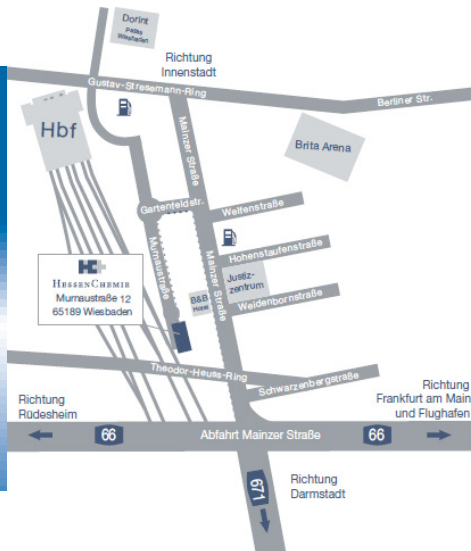 Dorint
Pallas
Wiesbaden
Richtung
Innenstadt
Gustav-Stresemann-Ring
Berliner Str.
Hbf
Mainzer Straße
Brita Arena
Gartenfeldstr.
Welfenstraße
Murnaustraße
Mainzer Straße
Hohenstaufenstraße
Justiz-
zentrum
HESSENCHEMIE
Murnaustraße 12
65189 Wiesbaden
B&B
Hotel
Weidenbornstraße
Theodor-Heuss-Ring
Schwarzenbergstraße
Richtung
Rüdesheim
Richtung
Frankfurt am Main
und Flughafen
66
Abfahrt Mainzer Straße
66
671
Richtung
Darmstadt